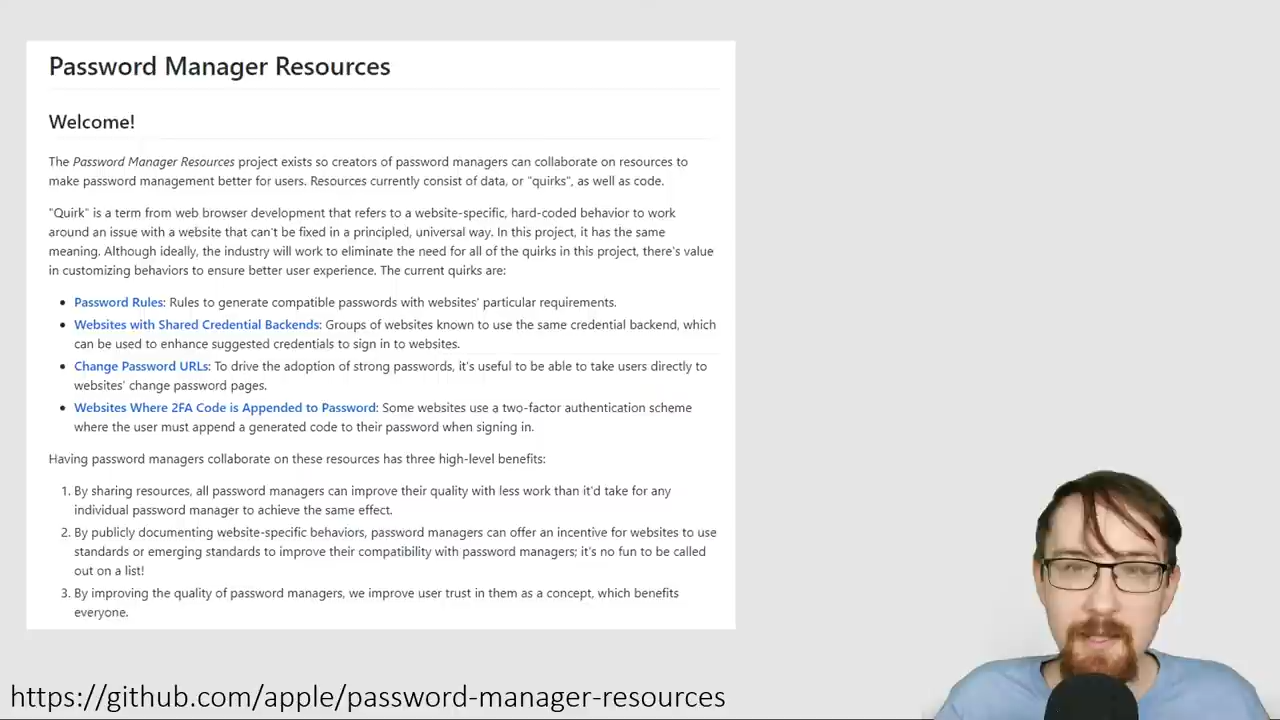 Password Manager Resources
Welcome!
The Password Manager Resources project exists so creators of password managers can collaborate on resources to
make password management better for users. Resources currently consist of data, or "quirks", as well as code.
"Quirk" is a term from web browser development that refers to a website-specific, hard-coded behavior to work
around an issue with a website that can't be fixed in a principled, universal way. In this project, it has the same
meaning. Although ideally, the industry will work to eliminate the need for all of the quirks in this project, there's value
in customizing behaviors to ensure better user experience. The current quirks are:
• Password Rules: Rules to generate compatible passwords with websites' particular requirements.
• Websites with Shared Credential Backends: Groups of websites known to use the same credential backend, which
can be used to enhance suggested credentials to sign in to websites.
• Change Password URLs: To drive the adoption of strong passwords, it's useful to be able to take users directly to
websites' change password pages.
• Websites Where 2FA Code is Appended to Password: Some websites use a two-factor authentication scheme
where the user must append a generated code to their password when signing in.
Having password managers collaborate on these resources has three high-level benefits:
1. By sharing resources, all password managers can improve their quality with less work than it'd take for any
individual password manager to achieve the same effect.
2. By publicly documenting website-specific behaviors, password managers can offer an incentive for websites to use
standards or emerging standards to improve their compatibility with password managers; it's no fun to be called
out on a list!
3. By improving the quality of password managers, we improve user trust in them as a concept, which benefits
everyone.
https://github.com/apple/password-manager-resources